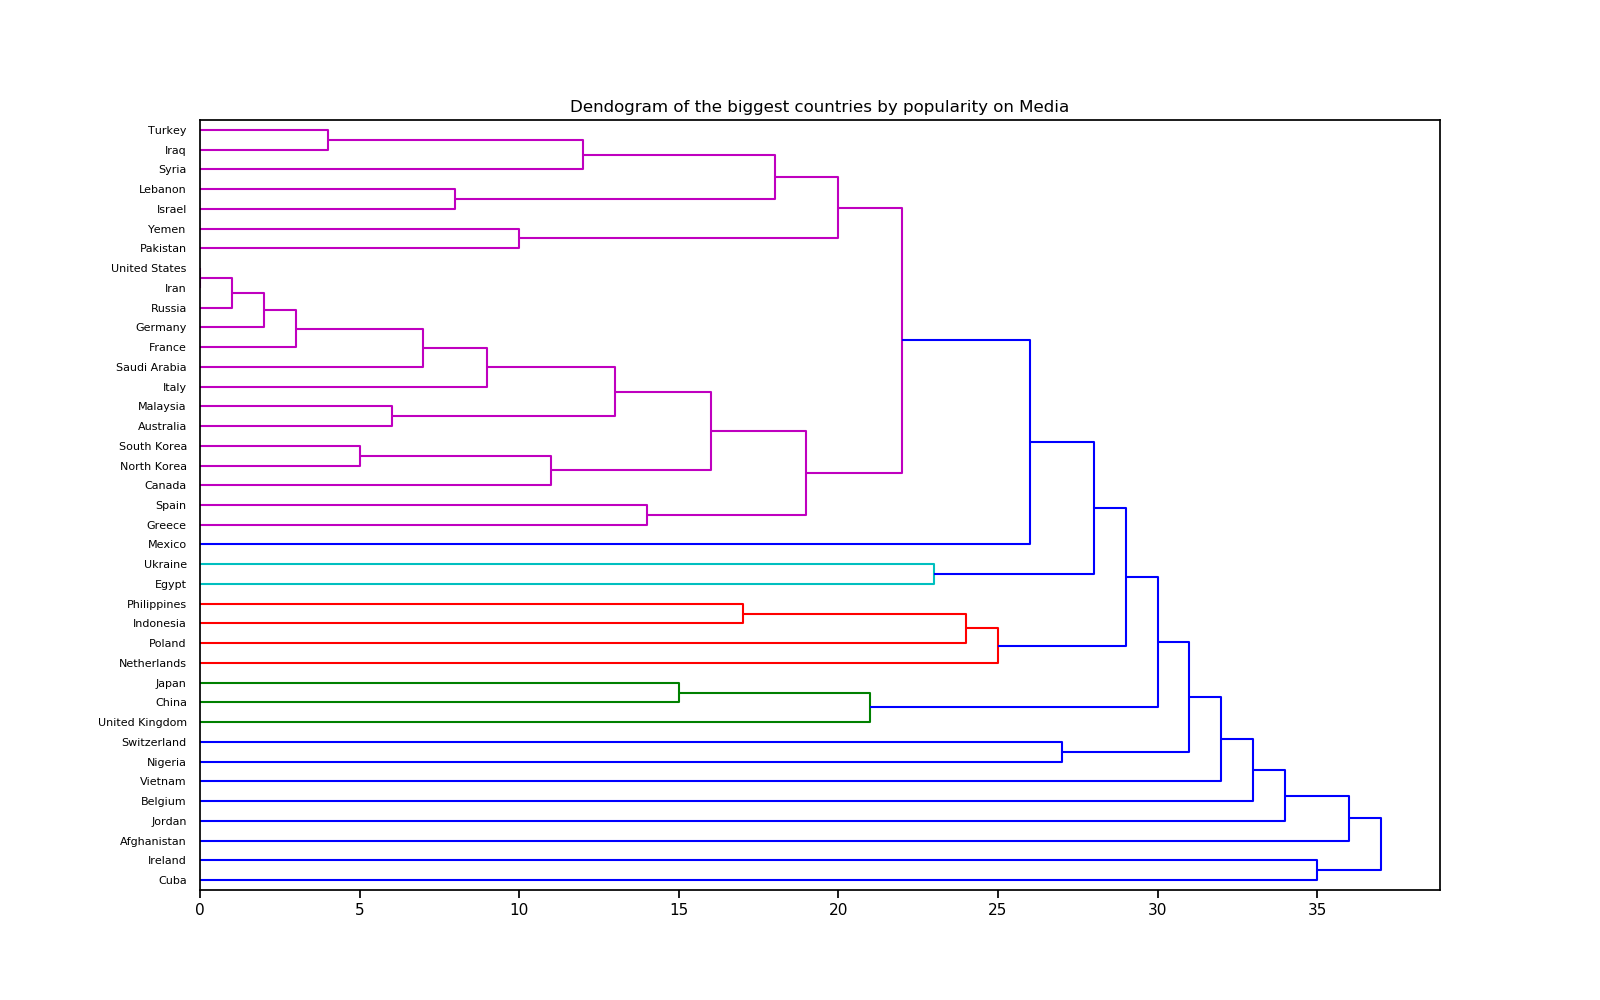 Dendogram of the biggest countries by popularity on Media
Turkey
Iraq
Syria
Lebanon
Israel
Yemen
Pakistan
United States
Iran
Russia
Germany
France
Saudi Arabia
Italy
Malaysia
Australia
South Korea
North Korea
Canada
Spain
Greece
Mexico
Ukraine
Egypt
Philippines
Indonesia
Poland
Netherlands
Japan
China
United Kingdom
Switzerland
Nigeria
Vietnam
Belgium
Jordan
Afghanistan
Ireland
Cuba
0 5 10 15 20 25 30 35